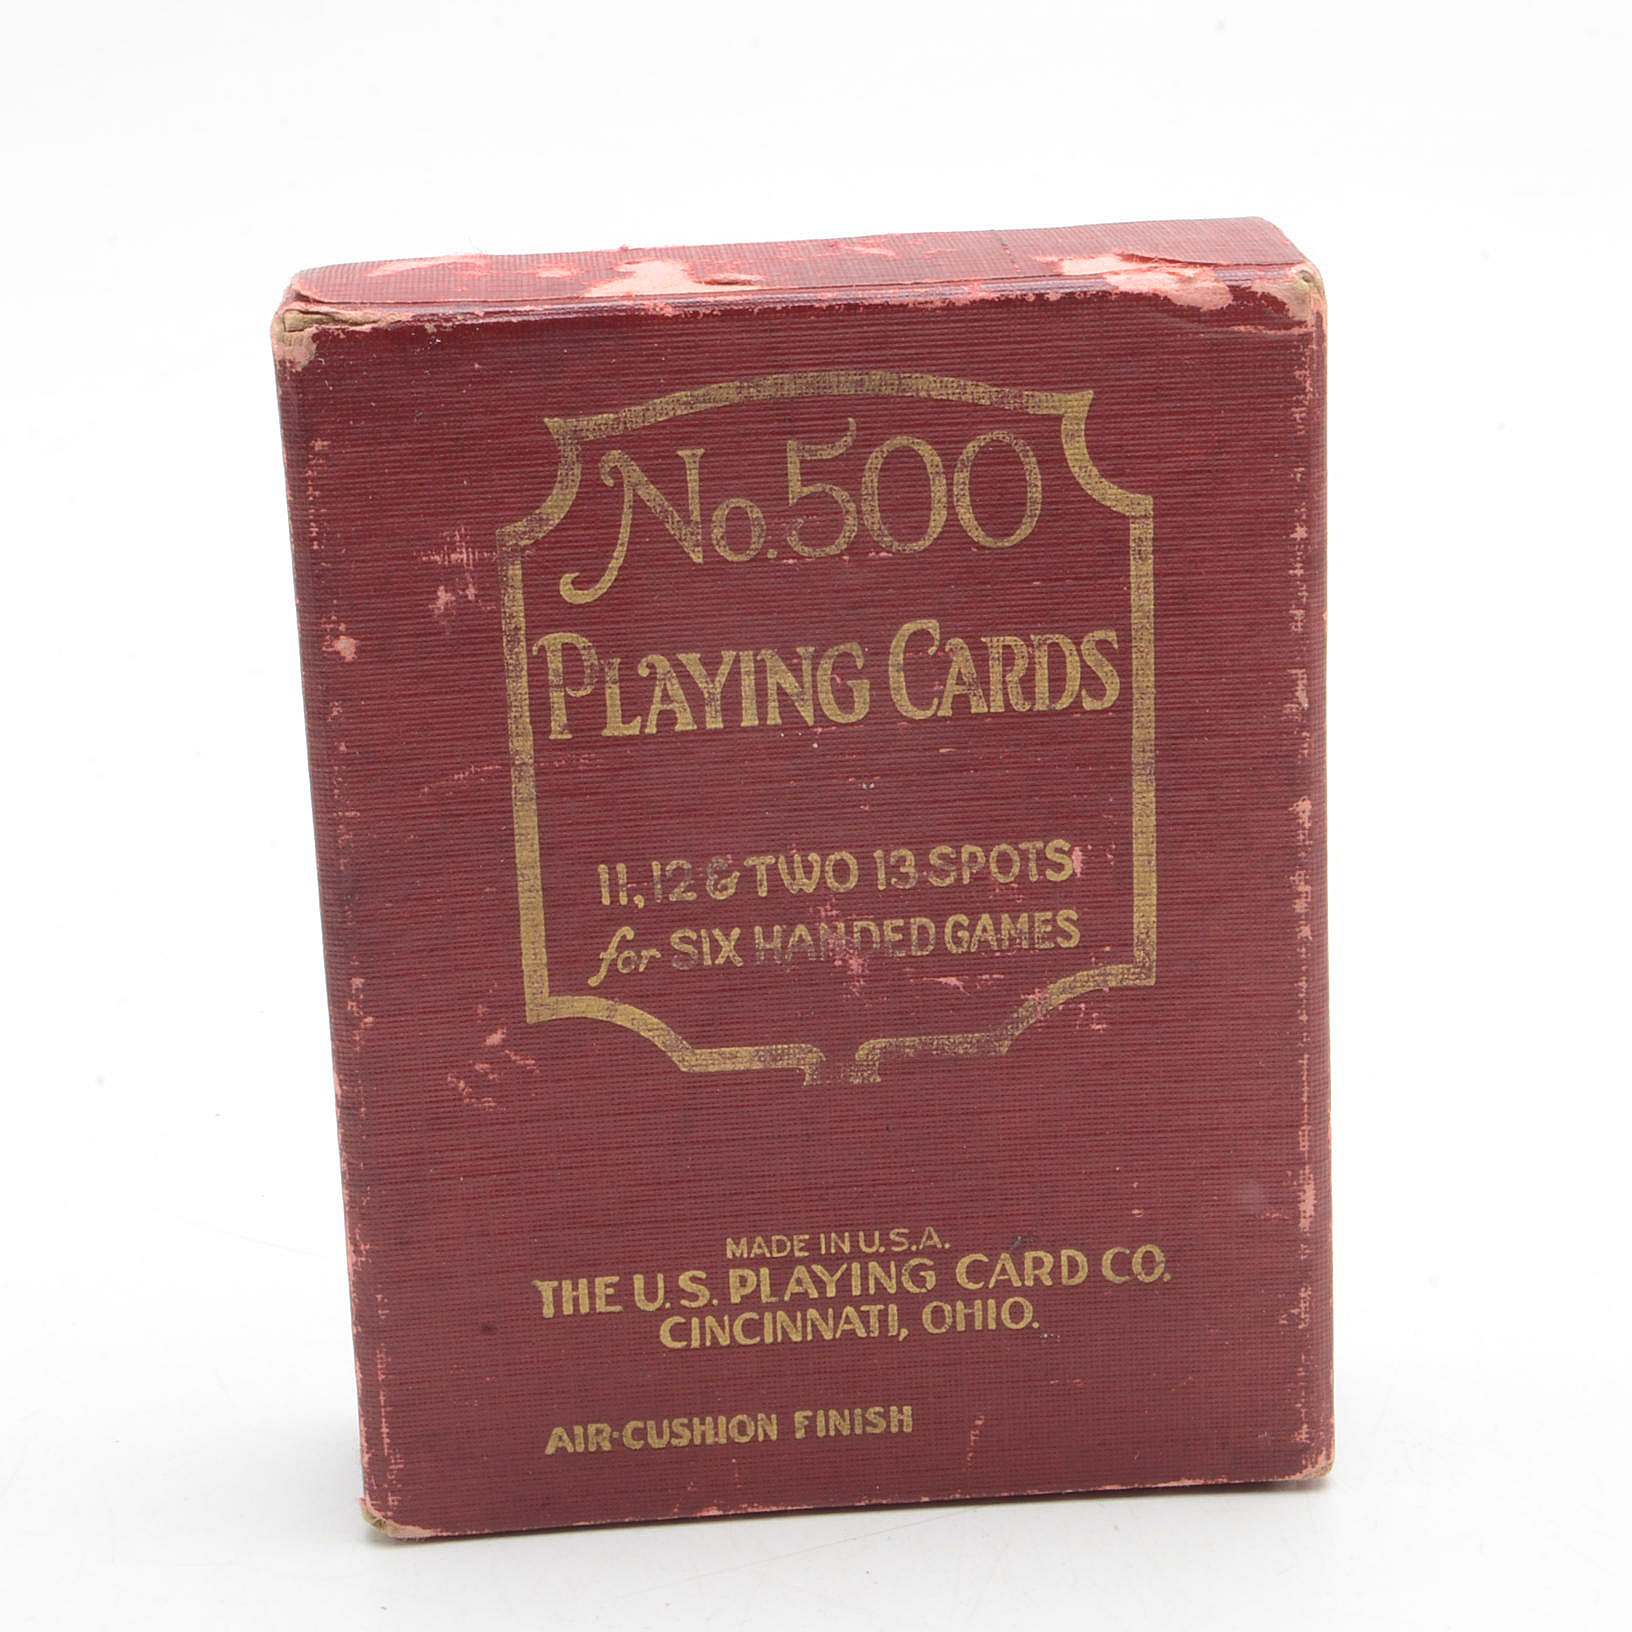 No. 500
PLAYING CARDS
11, 12 & TWO 13 SPOTS
for SIX HANDED GAMES
MADE IN U.S.A.
THE U.S. PLAYING CARD CO.
CINCINNATI, OHIO.
AIR-CUSHION FINISH